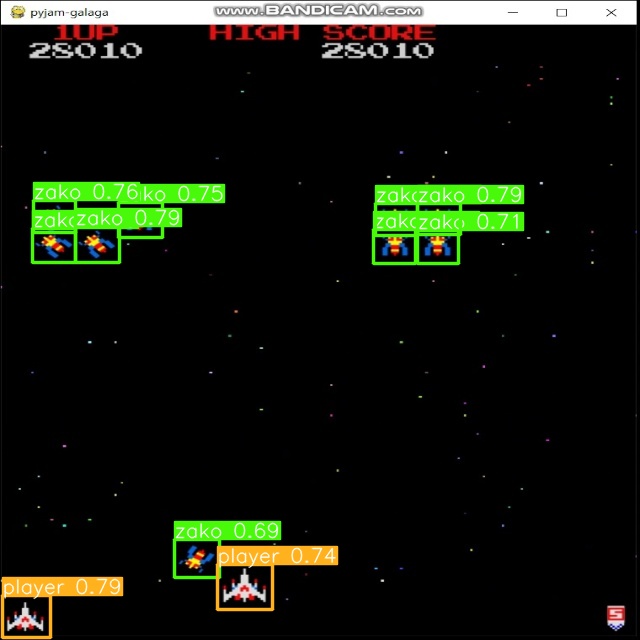 pyjam-galaga
www.BANDICAM.com
1UP HIGH SCORE
28010 28010
zako 0.76 ko 0.75 zako 0.79
zako 0.79 zako 0.71
zako 0.69
player 0.74
player 0.79
S